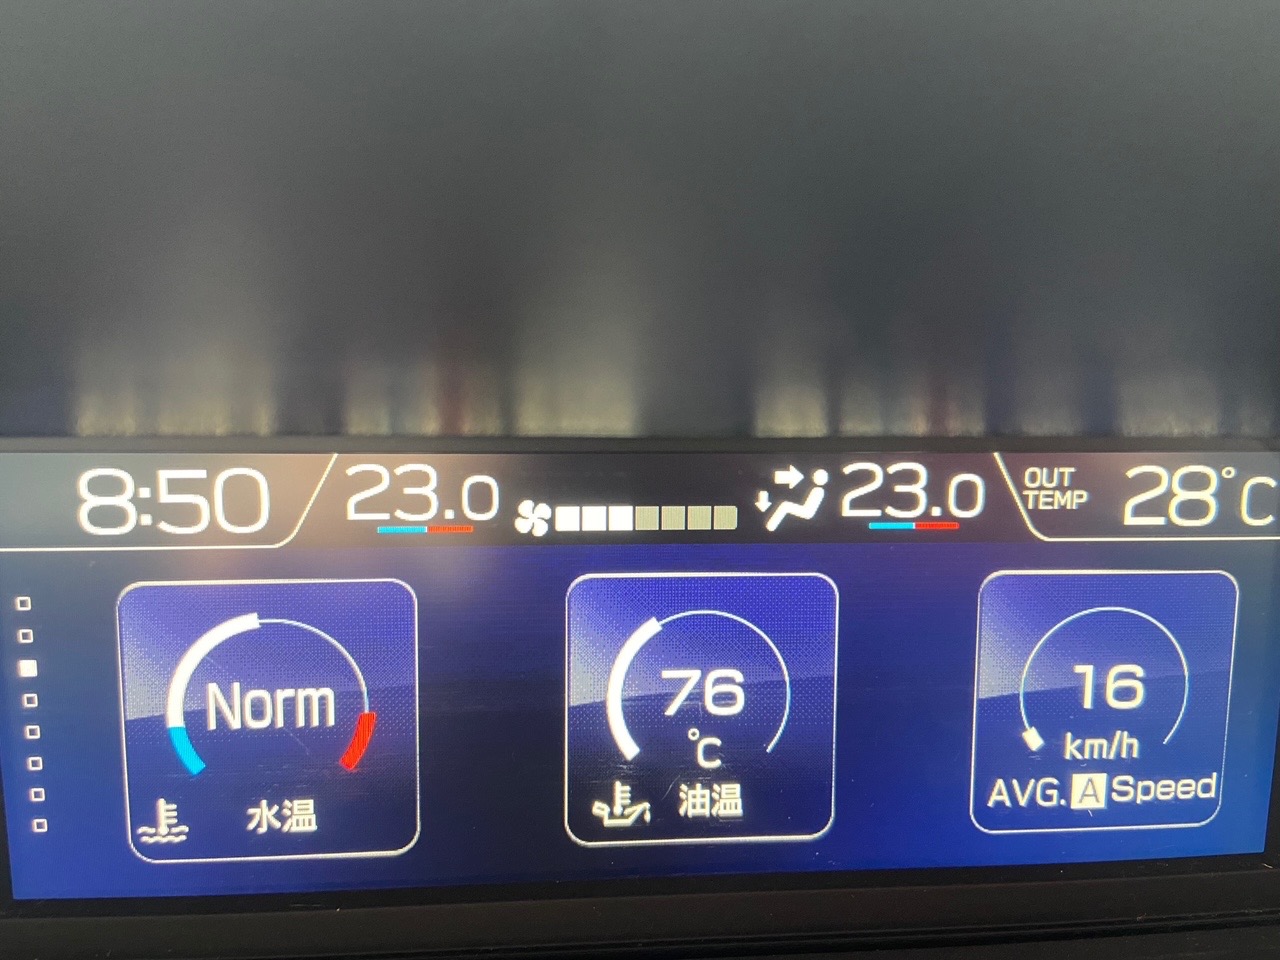 8:50
23.0
23.0
OUT
TEMP
28°C
Norm
水温
76
°C
油温
16
km/h
AVG. A Speed